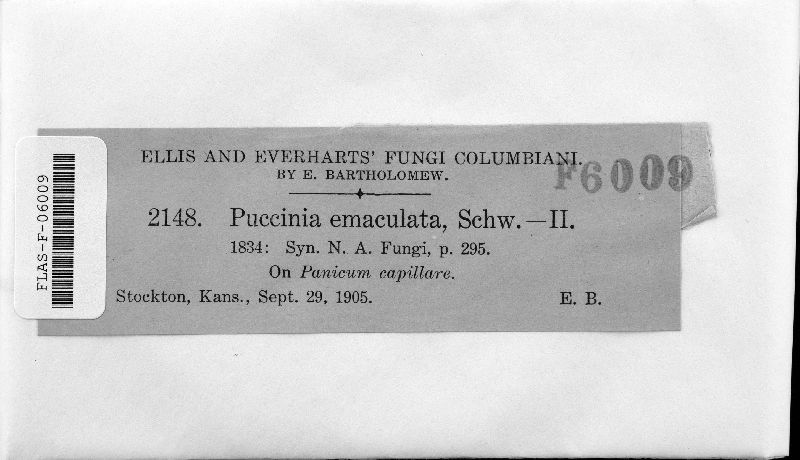 ELLIS AND EVERHARTS' FUNGI COLUMBIANI.
BY E. BARTHOLOMEW.
F6009
2148. Puccinia emaculata, Schw.—II.
1834: Syn. N. A. Fungi, p. 295.
On Panicum capillare.
Stockton, Kans., Sept. 29, 1905. E. B.
FLAS-F-06009